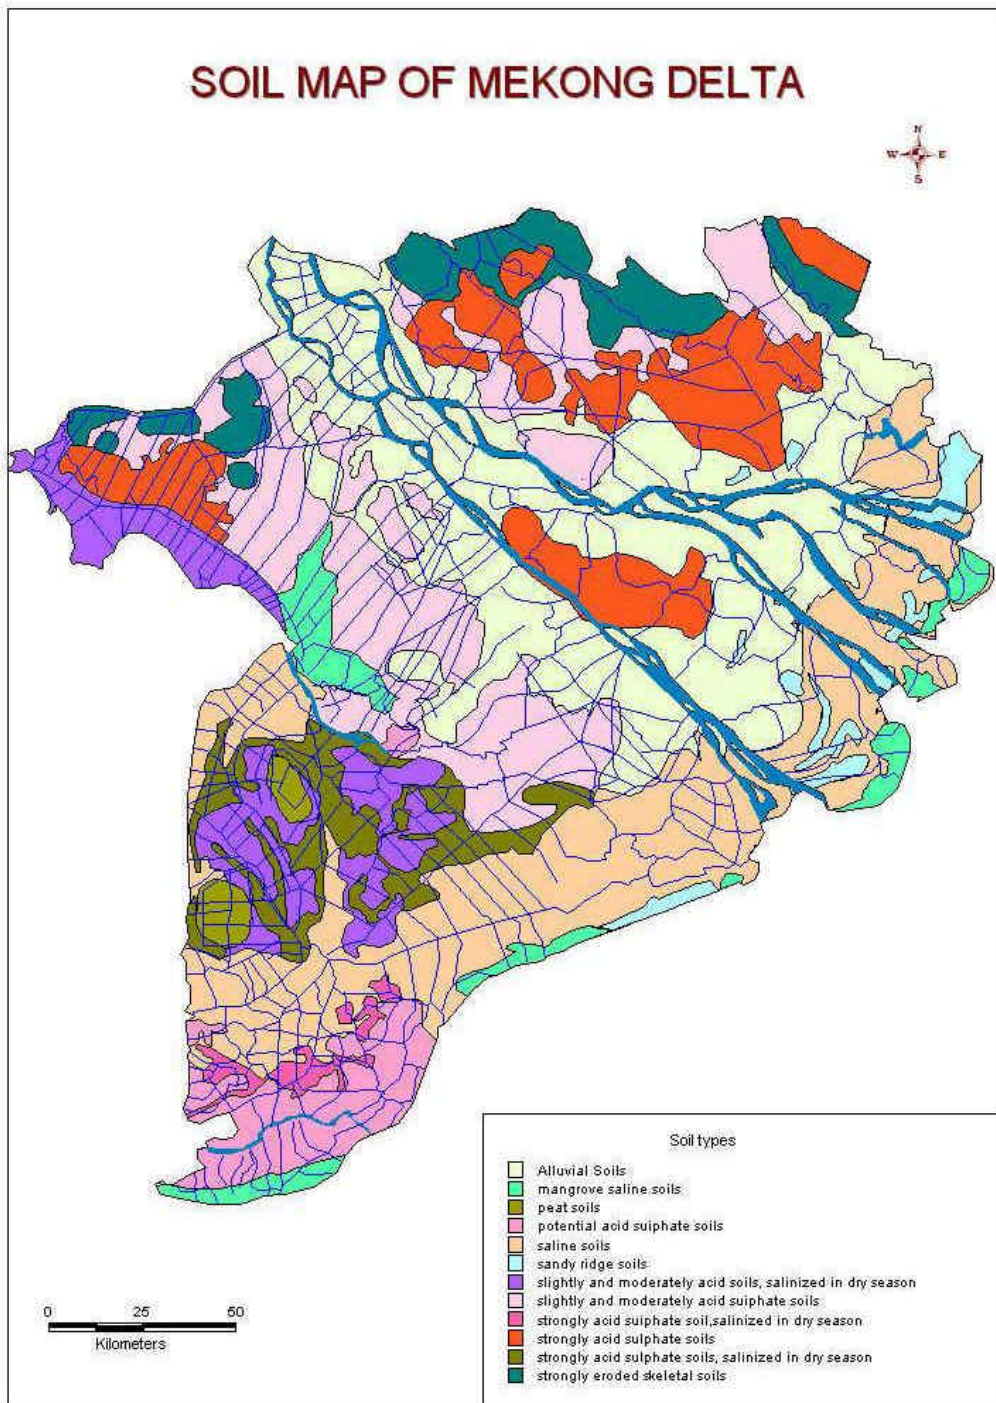 SOIL MAP OF MEKONG DELTA
N
W E
S
Soil types
Alluvial Soils
mangrove saline soils
peat soils
potential acid sulphate soils
saline soils
sandy ridge soils
slightly and moderately acid soils, salinized in dry season
slightly and moderately acid sulphate soils
strongly acid sulphate soil,salinized in dry season
strongly acid sulphate soils
strongly acid sulphate soils, salinized in dry season
strongly eroded skeletal soils
0 25 50
Kilometers